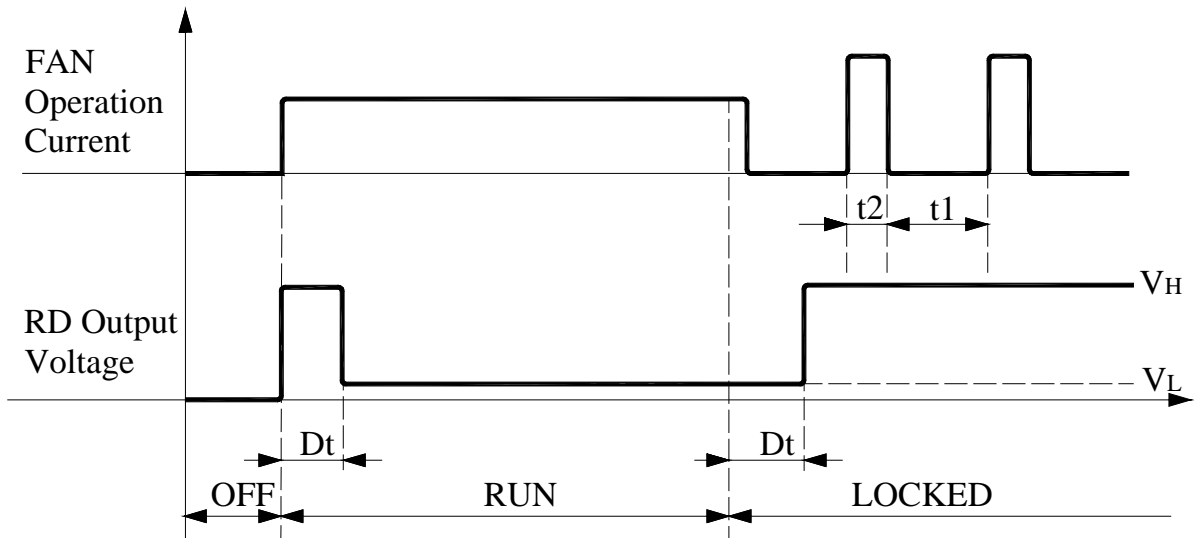 FAN
Operation
Current
t2
t1
VH
RD Output
Voltage
VL
Dt
Dt
OFF
RUN
LOCKED